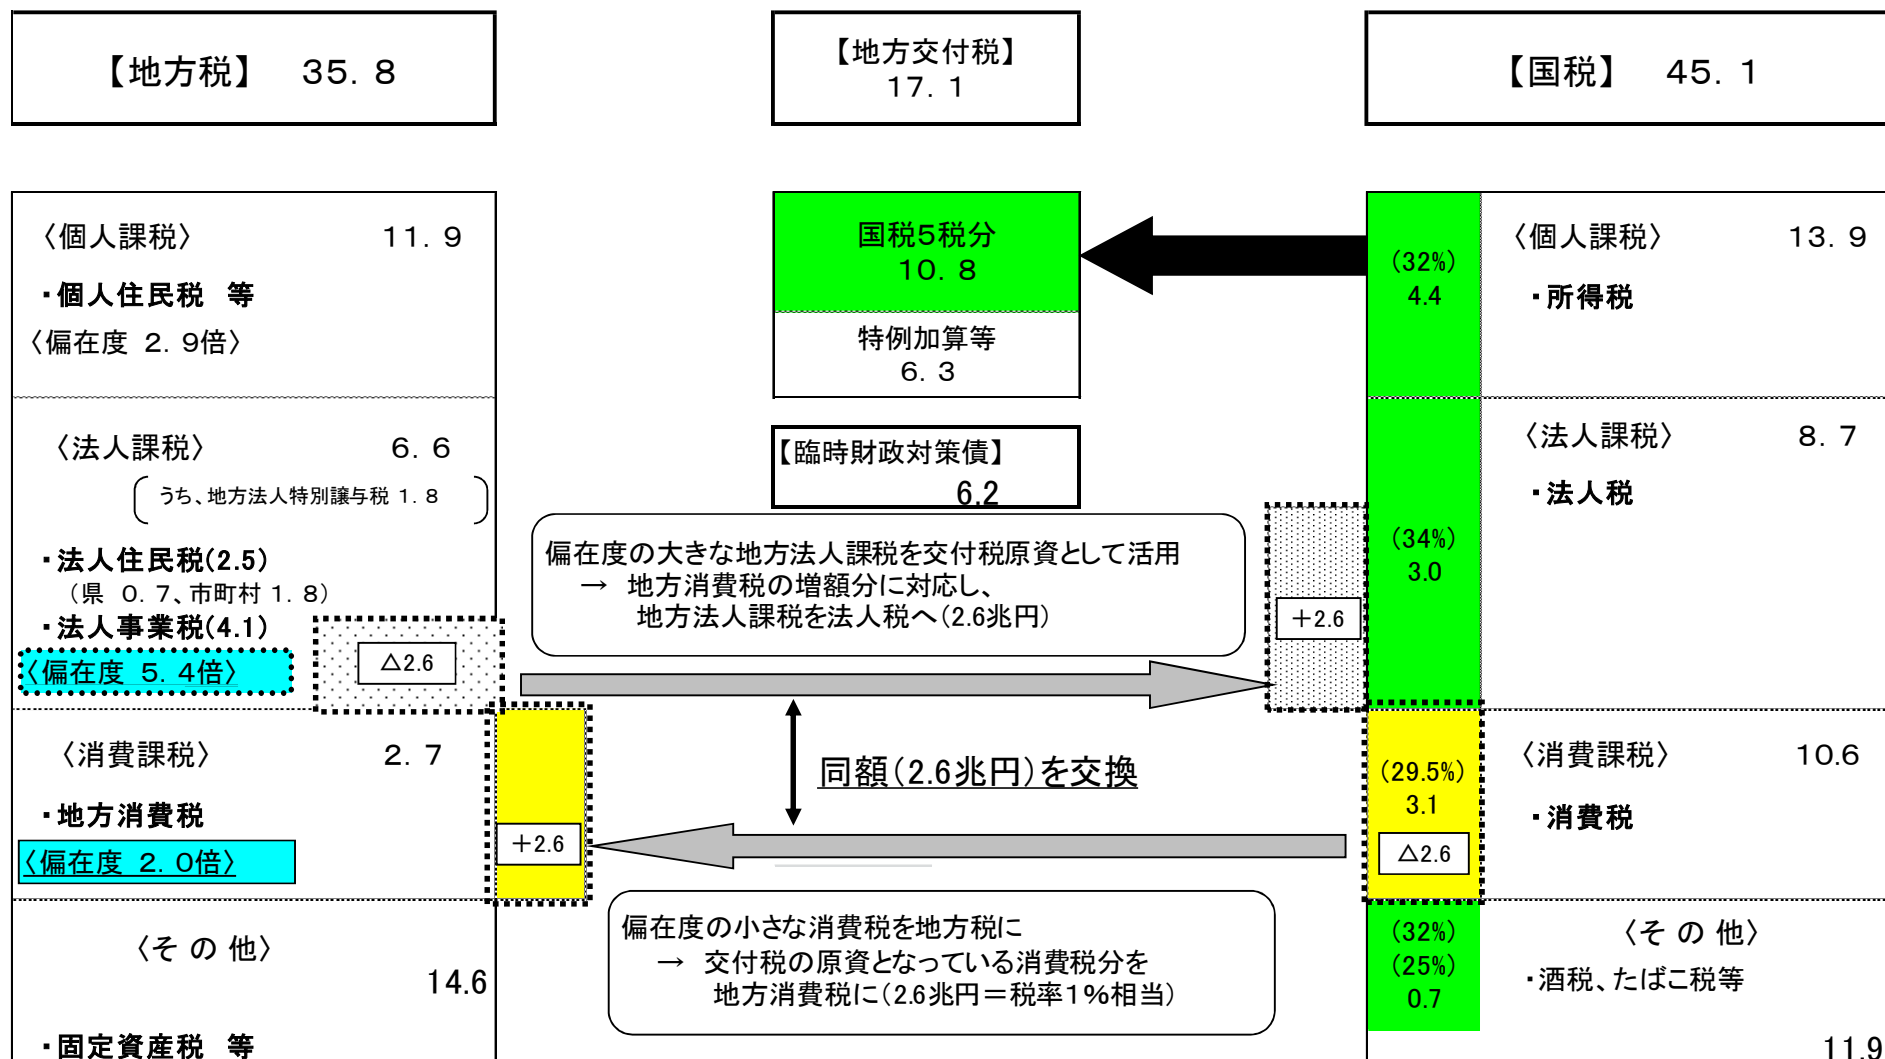 【地方税】 35.8
【地方交付税】
17.1
【国税】 45.1
〈個人課税〉 11.9
・個人住民税 等
〈偏在度 2.9倍〉
〈法人課税〉 6.6
うち、地方法人特別譲与税 1.8
・法人住民税(2.5)
（県 0.7、市町村 1.8）
・法人事業税(4.1)
〈偏在度 5.4倍〉
△2.6
〈消費課税〉 2.7
・地方消費税
〈偏在度 2.0倍〉
＋2.6
〈その他〉
14.6
・固定資産税 等
国税5税分
10.8
特例加算等
6.3
【臨時財政対策債】
6.2
偏在度の大きな地方法人課税を交付税原資として活用
→ 地方消費税の増額分に対応し、
地方法人課税を法人税へ（2.6兆円）
＋2.6
同額（2.6兆円）を交換
偏在度の小さな消費税を地方税に
→ 交付税の原資となっている消費税分を
地方消費税に（2.6兆円＝税率1％相当）
(32%)
4.4
〈個人課税〉 13.9
・所得税
(34%)
3.0
〈法人課税〉 8.7
・法人税
(29.5%)
3.1
△2.6
〈消費課税〉 10.6
・消費税
(32%)
(25%)
0.7
〈その他〉
・酒税、たばこ税等
11.9